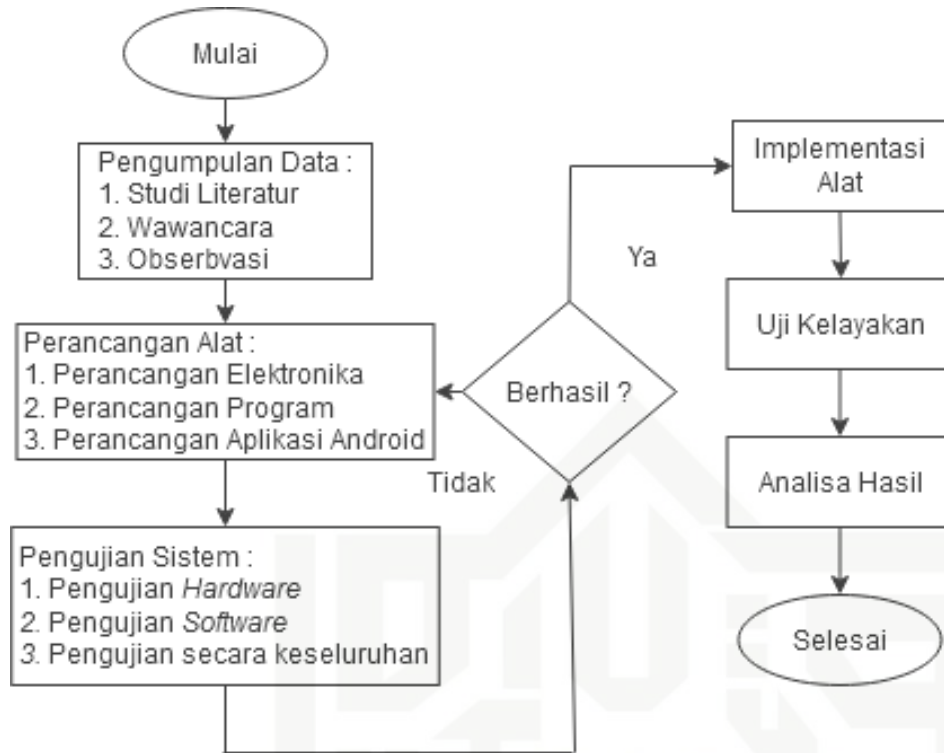 Mulai
Pengumpulan Data :
1. Studi Literatur
2. Wawancara
3. Obserbvasi
Perancangan Alat :
1. Perancangan Elektronika
2. Perancangan Program
3. Perancangan Aplikasi Android
Pengujian Sistem :
1. Pengujian Hardware
2. Pengujian Software
3. Pengujian secara keseluruhan
Berhasil ?
Tidak
Ya
Implementasi
Alat
Uji Kelayakan
Analisa Hasil
Selesai